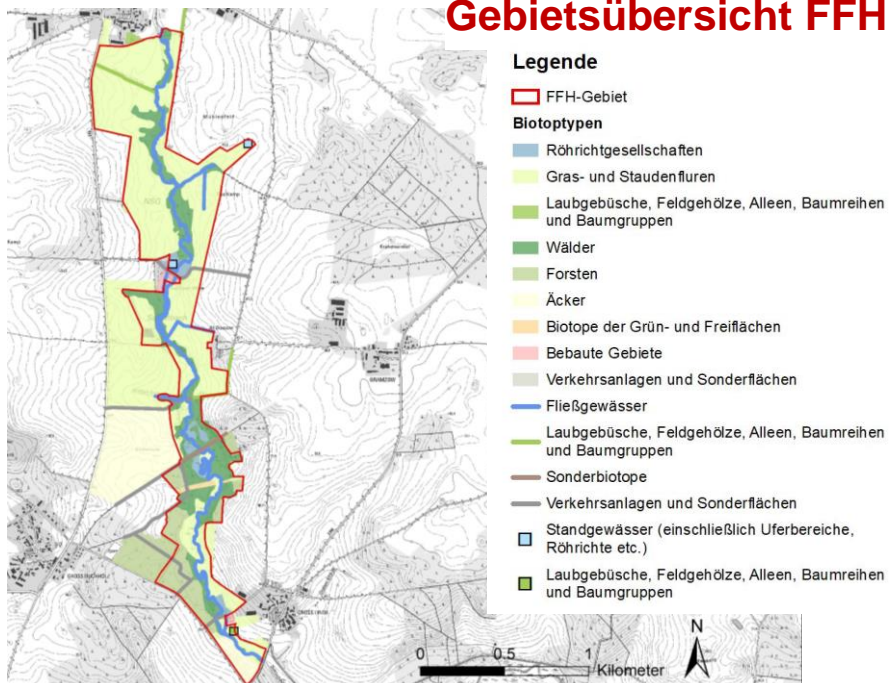 Gebietsübersicht FFH
Legende
FFH-Gebiet
Biotoptypen
Röhrichtgesellschaften
Gras- und Staudenfluren
Laubgebüsche, Feldgehölze, Alleen, Baumreihen
und Baumgruppen
Wälder
Forsten
Äcker
Biotope der Grün- und Freiflächen
Bebaute Gebiete
Verkehrsanlagen und Sonderflächen
Fließgewässer
Laubgebüsche, Feldgehölze, Alleen, Baumreihen
und Baumgruppen
Sonderbiotope
Verkehrsanlagen und Sonderflächen
Standgewässer (einschließlich Uferbereiche,
Röhrichte etc.)
Laubgebüsche, Feldgehölze, Alleen, Baumreihen
und Baumgruppen
KRAMPFER
N
0 0.5 1
Kilometer